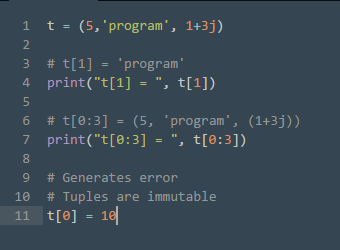 1 t = (5,'program', 1+3j)
2
3 # t[1] = 'program'
4 print("t[1] = ", t[1])
5
6 # t[0:3] = (5, 'program', (1+3j))
7 print("t[0:3] = ", t[0:3])
8
9 # Generates error
10 # Tuples are immutable
11 t[0] = 10